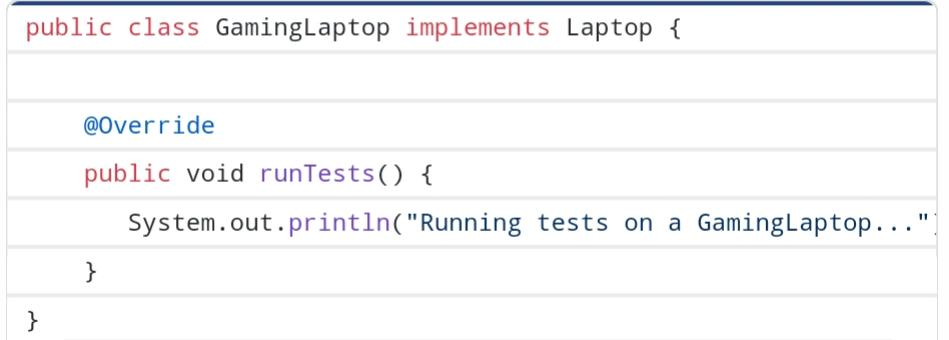 public class GamingLaptop implements Laptop {
@Override
public void runTests() {
System.out.println("Running tests on a GamingLaptop...")
}
}